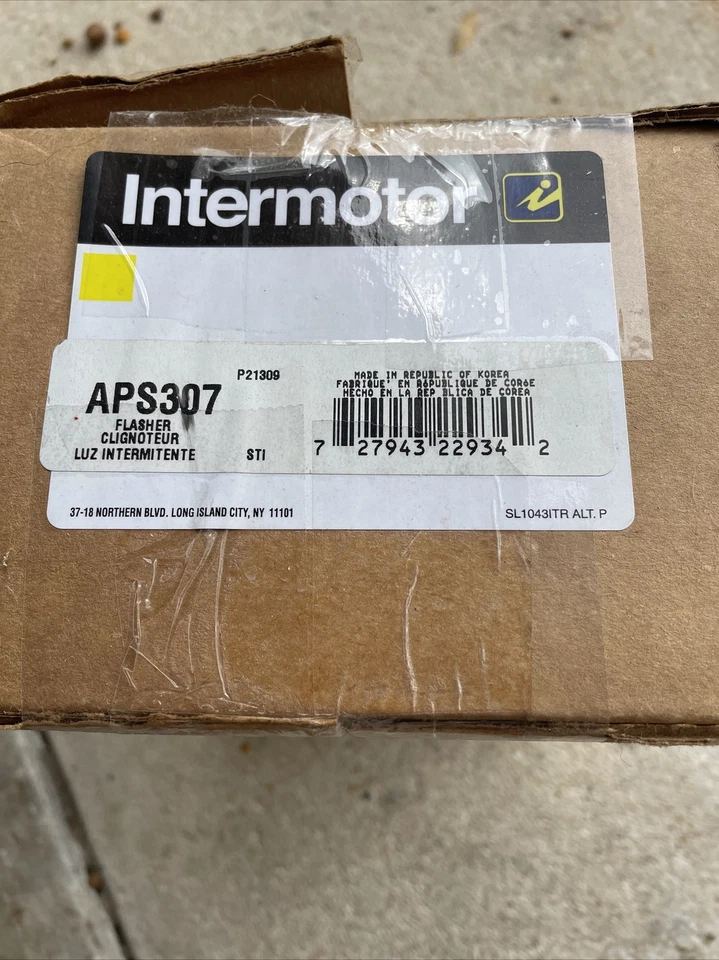 Intermotor
P21309
APS307
FLASHER
CLIGNOTEUR
LUZ INTERMITENTE STI
MADE IN REPUBLIC OF KOREA
FABRIQUE' EN RéPUBLIQUE DE CORéE
HECHO EN LA REP BLICA DE COREA
7 27943 22934 2
37-18 NORTHERN BLVD. LONG ISLAND CITY, NY 11101
SL1043ITR ALT. P